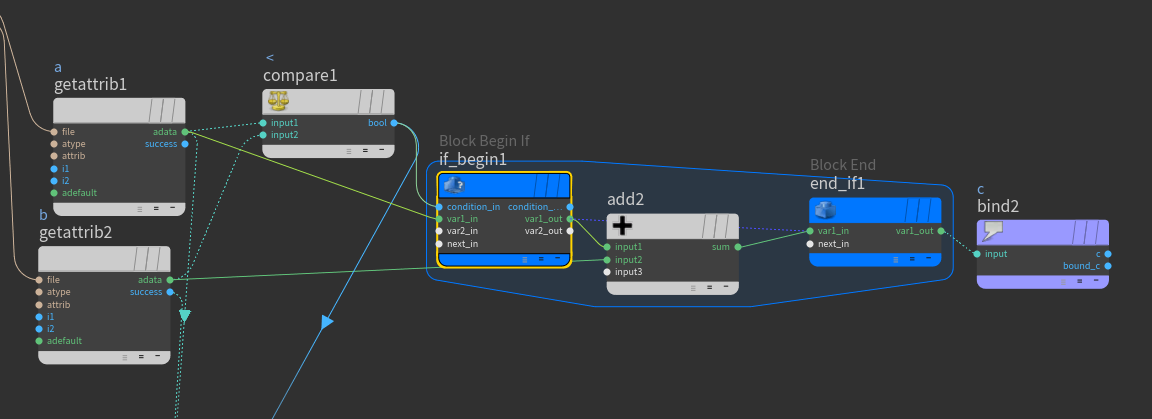 a
getattrib1
file adata
atype success
attrib
i1
i2
adefault
b
getattrib2
file adata
atype success
attrib
i1
i2
adefault
<
compare1
input1 bool
input2
Block Begin If
if_begin1
condition_in condition_...
var1_in var1_out
var2_in var2_out
next_in
add2
input1 sum
input2
input3
Block End
end_if1
var1_in var1_out
next_in
c
bind2
input c
bound_c